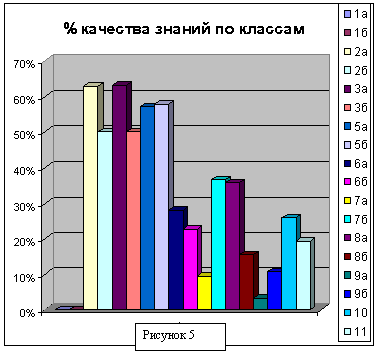 % качества знаний по классам
70%
60%
50%
40%
30%
20%
10%
0%
1а
1б
2а
2б
3а
3б
5а
5б
6а
6б
7а
7б
8а
8б
9а
9б
10
11
Рисунок 5